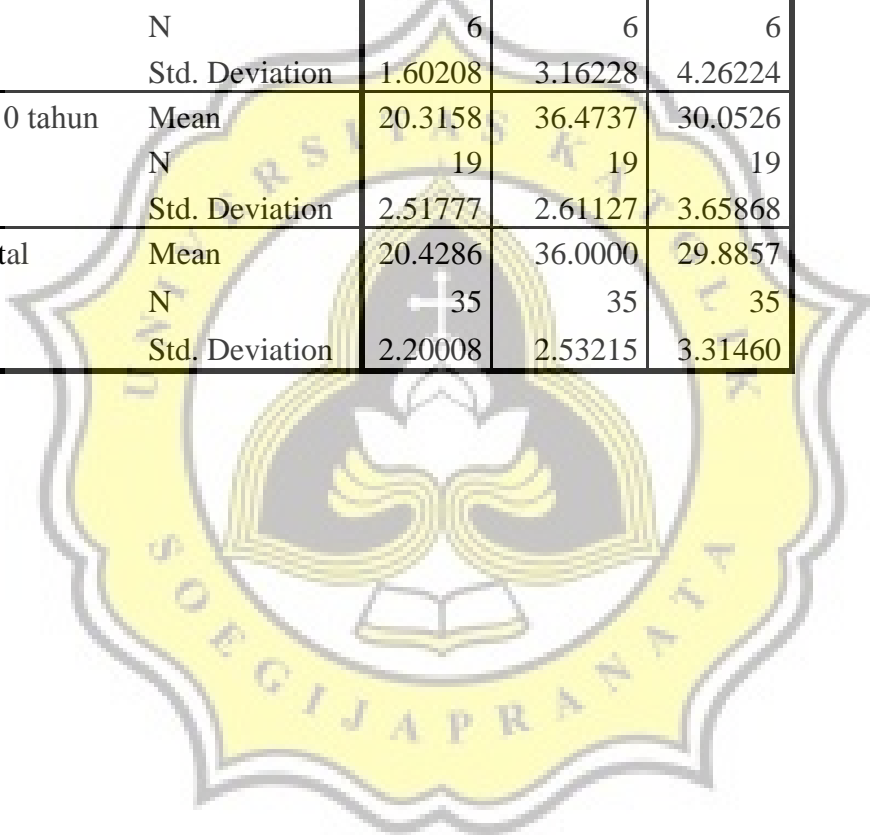 N 6 6 6
Std. Deviation 1.60208 3.16228 4.26224
0 tahun Mean 20.3158 36.4737 30.0526
N 19 19 19
Std. Deviation 2.51777 2.61127 3.65868
tal Mean 20.4286 36.0000 29.8857
N 35 35 35
Std. Deviation 2.20008 2.53215 3.31460
UNIVERSITAS KATOLIK
SOEGIJAPRANATA